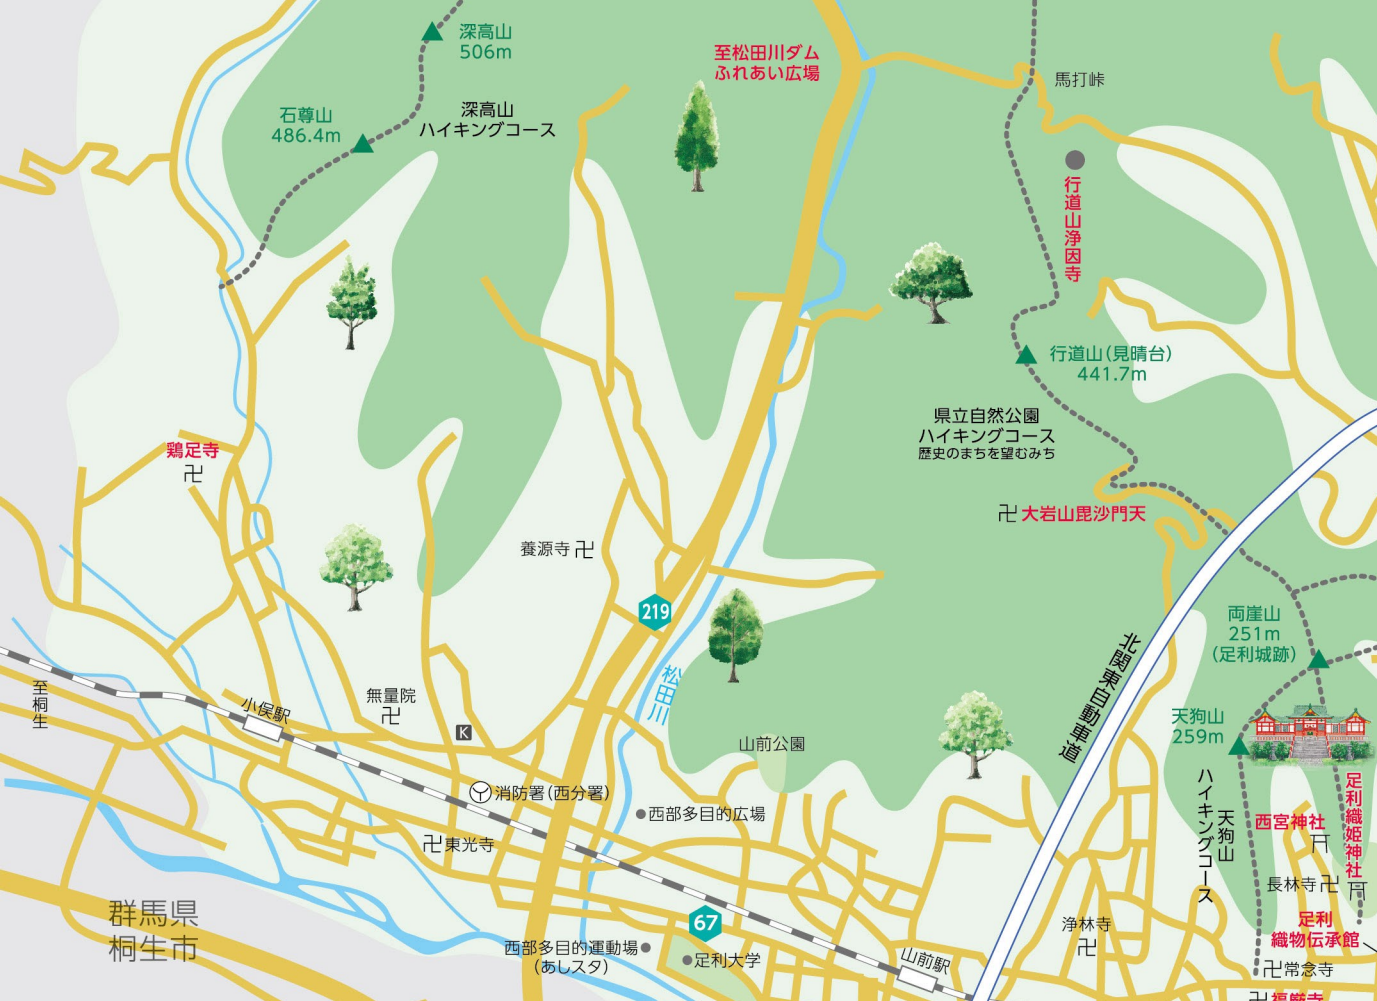 深高山
506m
至松田川ダム
ふれあい広場
馬打峠
石尊山
486.4m
深高山
ハイキングコース
行道山浄因寺
行道山(見晴台)
441.7m
県立自然公園
ハイキングコース
歴史のまちを望むみち
鶏足寺
大岩山毘沙門天
養源寺
219
両崖山
251m
(足利城跡)
北関東自動車道
松田川
至桐生
小俣駅
無量院
K
山前公園
天狗山
259m
天狗山
ハイキングコース
足利織姫神社
西宮神社
消防署(西分署)
西部多目的広場
東光寺
長林寺
群馬県
桐生市
67
浄林寺
足利
織物伝承館
西部多目的運動場
(あしスタ)
足利大学
山前駅
常念寺
福厳寺